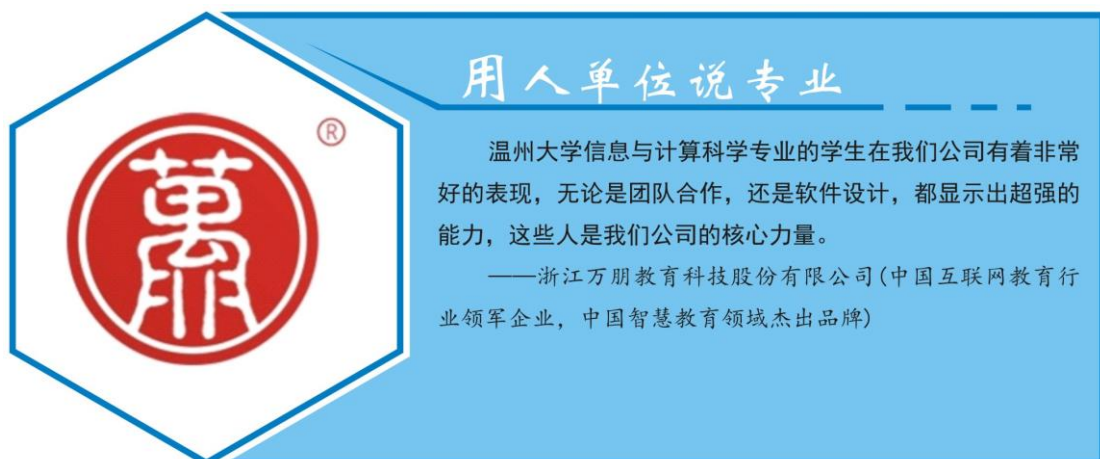 用人单位说专业
®
温州大学信息与计算科学专业的学生在我们公司有着非常
好的表现，无论是团队合作，还是软件设计，都显示出超强的
能力，这些人是我们公司的核心力量。
——浙江万朋教育科技股份有限公司(中国互联网教育行
业领军企业，中国智慧教育领域杰出品牌)